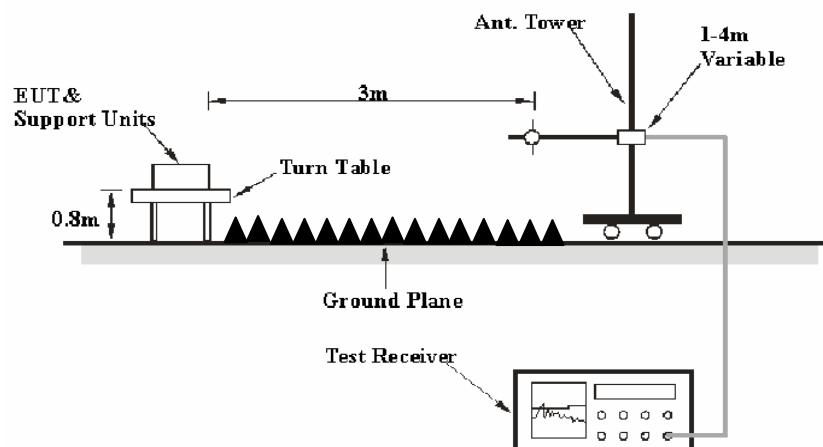 Ant. Tower
1-4m
Variable
3m
EUT&
Support Units
Turn Table
0.8m
Ground Plane
Test Receiver